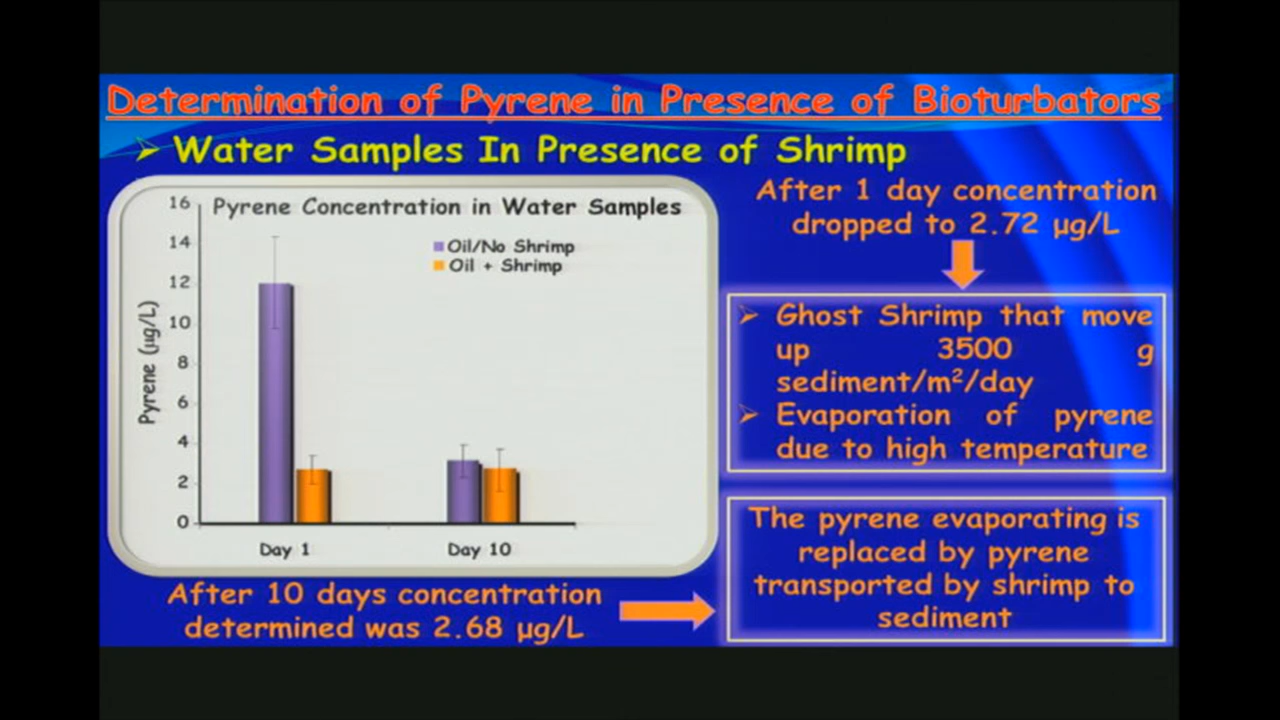 Determination of Pyrene in Presence of Bioturbators
➢ Water Samples In Presence of Shrimp
Pyrene Concentration in Water Samples
Oil/No Shrimp
Oil + Shrimp
Pyrene (µg/L)
16
14
12
10
8
6
4
2
0
Day 1
Day 10
After 1 day concentration
dropped to 2.72 µg/L
➢ Ghost Shrimp that move
up 3500 g
sediment/m²/day
➢ Evaporation of pyrene
due to high temperature
After 10 days concentration
determined was 2.68 µg/L
The pyrene evaporating is
replaced by pyrene
transported by shrimp to
sediment